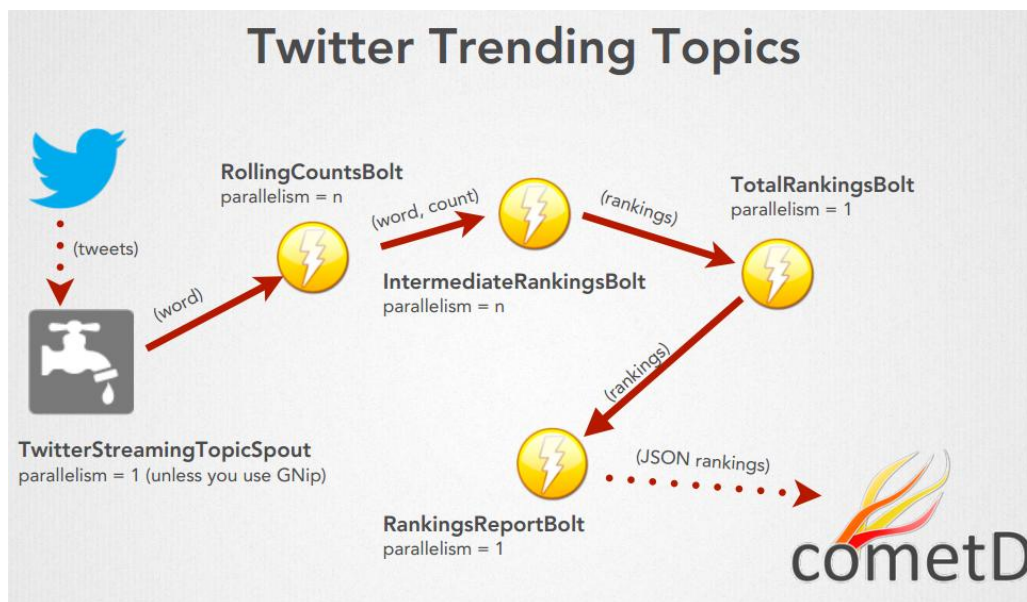 Twitter Trending Topics
(tweets)
TwitterStreamingTopicSpout
parallelism = 1 (unless you use GNip)
(word)
RollingCountsBolt
parallelism = n
(word, count)
IntermediateRankingsBolt
parallelism = n
(rankings)
TotalRankingsBolt
parallelism = 1
(rankings)
RankingsReportBolt
parallelism = 1
(JSON rankings)
cometD